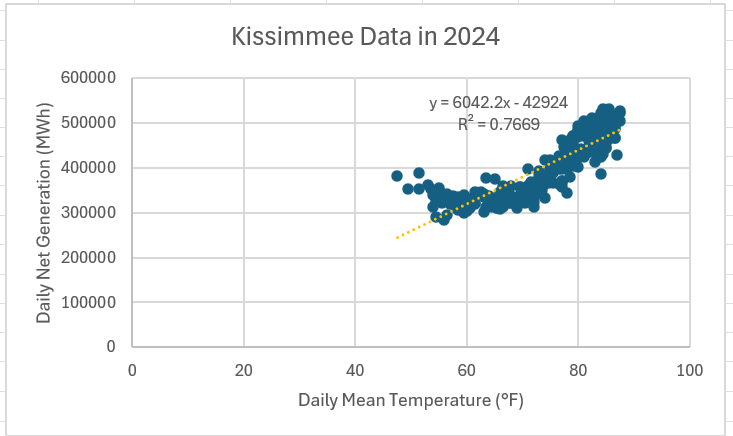 Kissimmee Data in 2024
Daily Net Generation (MWh)
600000
500000
400000
300000
200000
100000
0
y = 6042.2x - 42924
R² = 0.7669
0 20 40 60 80 100
Daily Mean Temperature (°F)